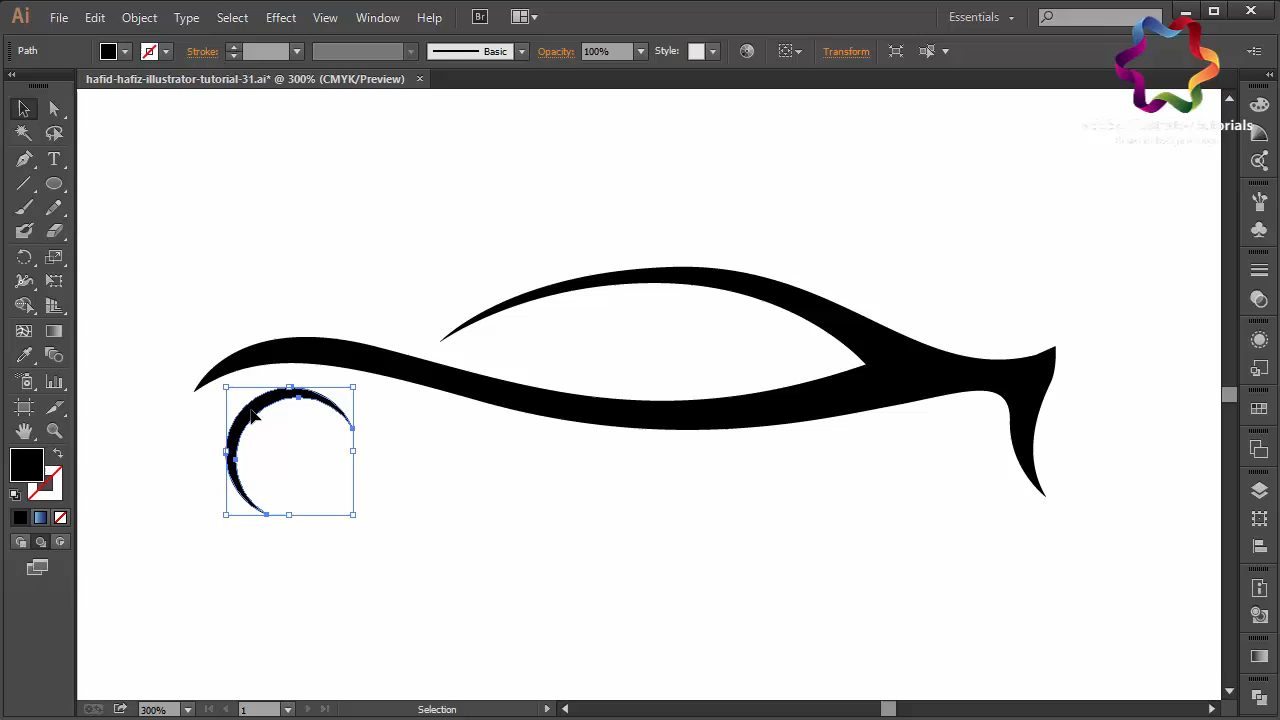 Ai File Edit Object Type Select Effect View Window Help Br Essentials
Path Stroke: Basic Opacity: 100% Style: Transform
hafid-hafiz-illustrator-tutorial-31.ai* @ 300% (CMYK/Preview)
T
300% 1 Selection